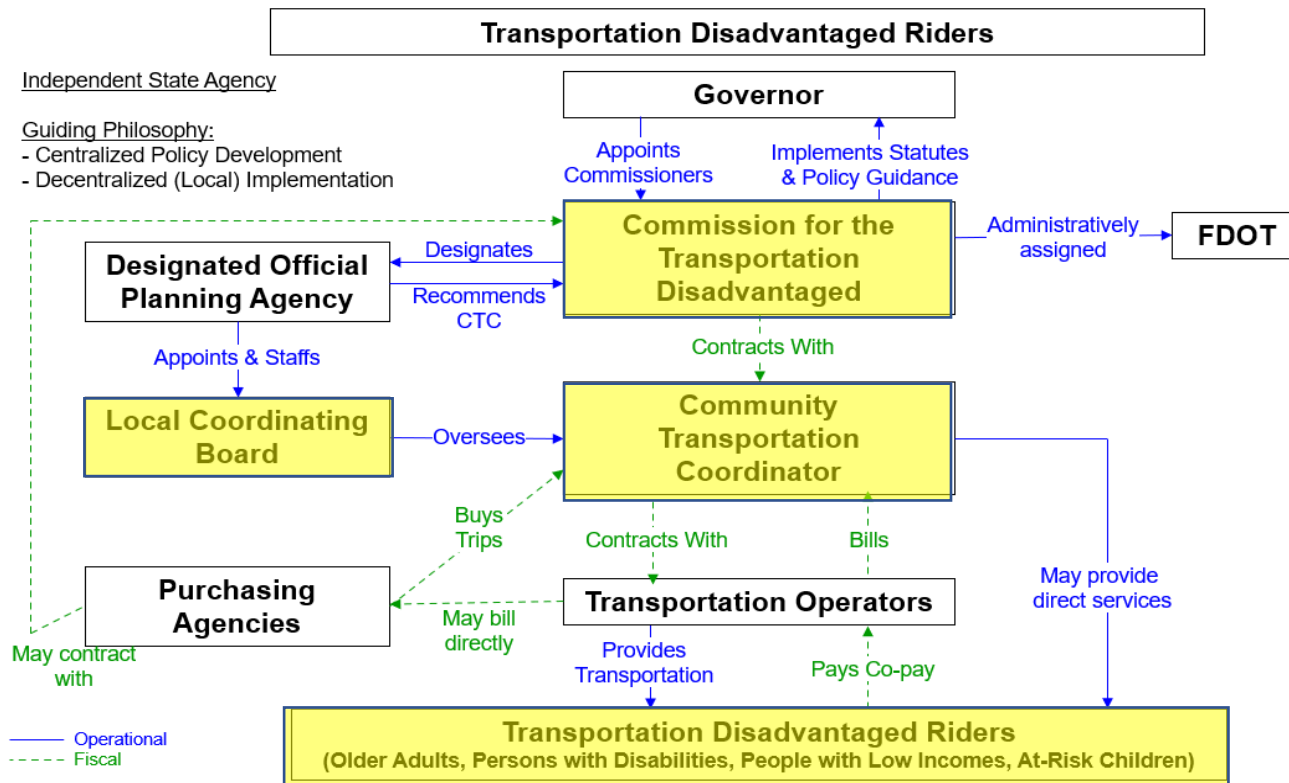 Transportation Disadvantaged Riders
Independent State Agency
Guiding Philosophy:
- Centralized Policy Development
- Decentralized (Local) Implementation
Governor
Appoints
Commissioners
Implements Statutes
& Policy Guidance
Commission for the
Transportation
Disadvantaged
Administratively
assigned
FDOT
Designates
Designated Official
Planning Agency
Recommends
CTC
Contracts With
Appoints & Staffs
Local Coordinating
Board
Oversees
Community
Transportation
Coordinator
Buys
Trips
Contracts With
Bills
May provide
direct services
Purchasing
Agencies
May bill
directly
Transportation Operators
May contract
with
Provides
Transportation
Pays Co-pay
Transportation Disadvantaged Riders
(Older Adults, Persons with Disabilities, People with Low Incomes, At-Risk Children)
Operational
Fiscal